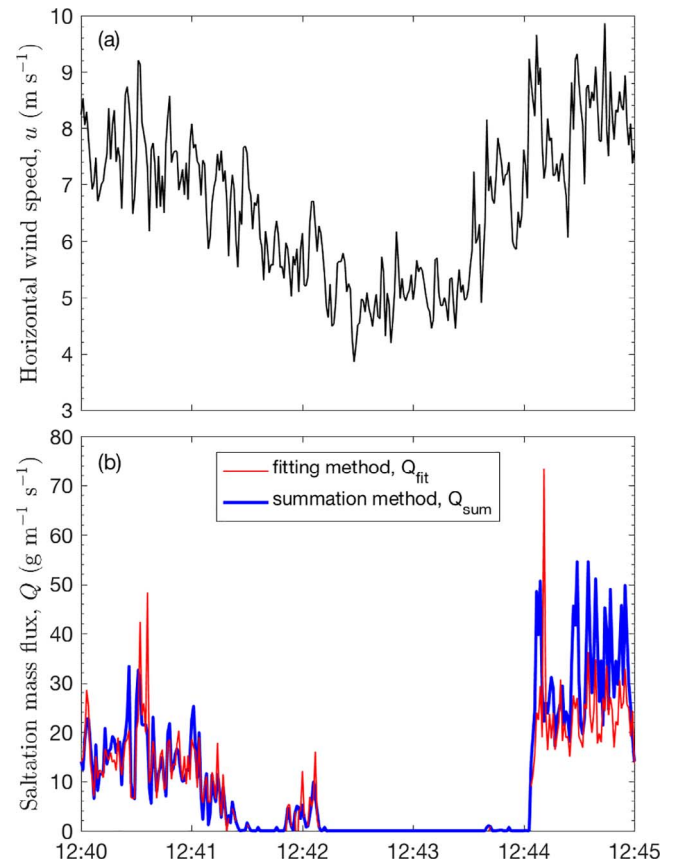 (a)
10
9
8
7
6
5
4
3
Horizontal wind speed, u (m s⁻¹)
(b)
fitting method, Q_fit
summation method, Q_sum
80
70
60
50
40
30
20
10
0
Saltation mass flux, Q (g m⁻¹ s⁻¹)
12:40 12:41 12:42 12:43 12:44 12:45